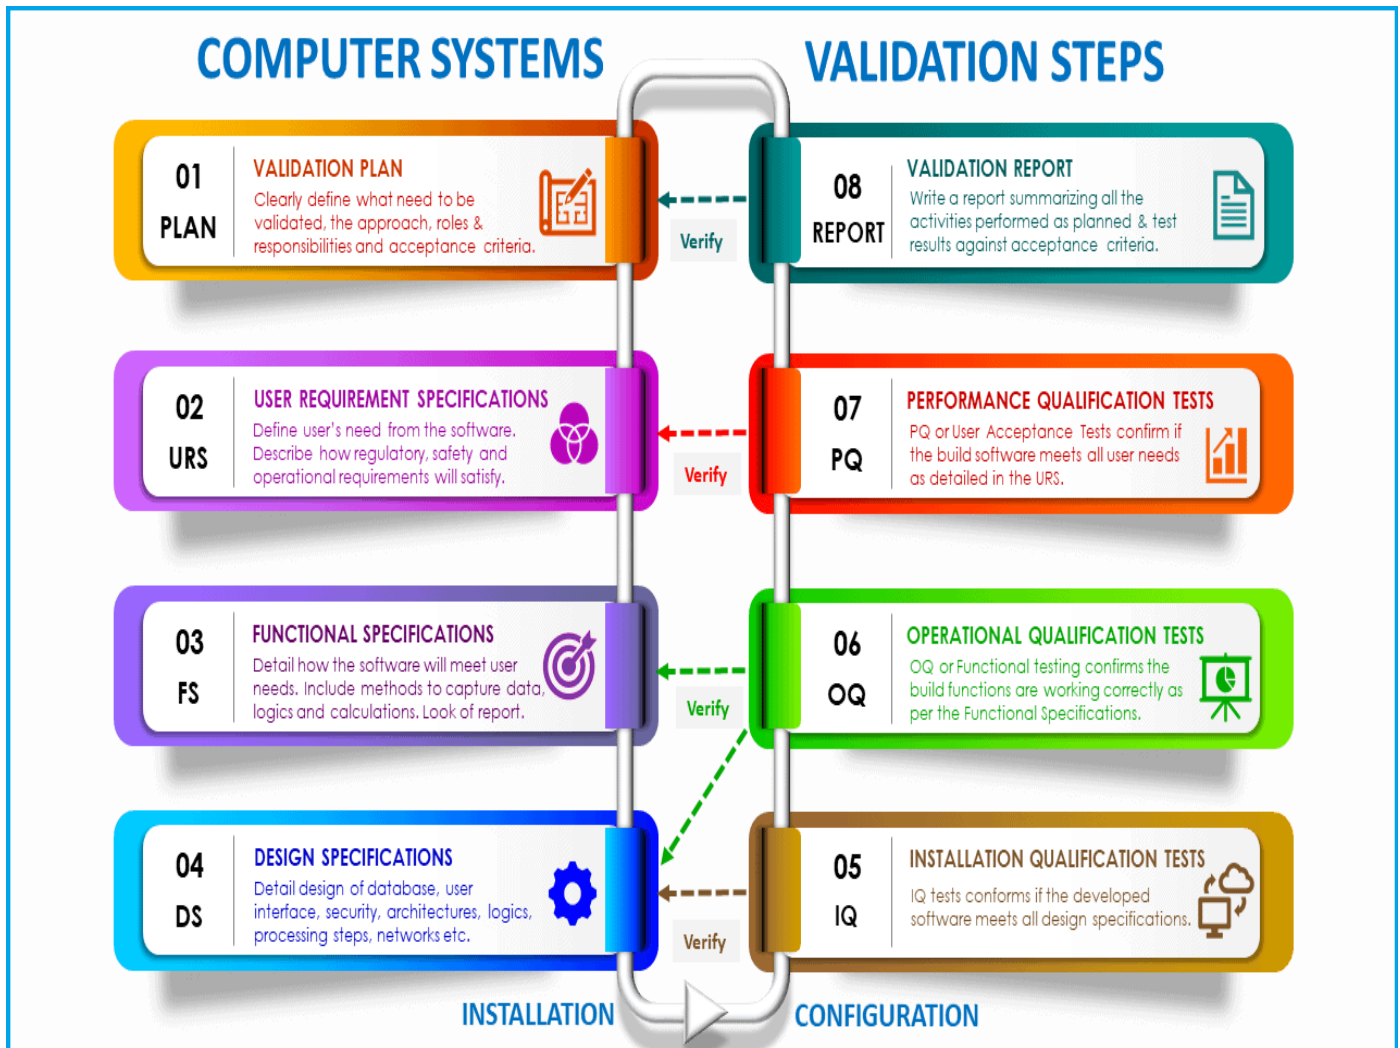 COMPUTER SYSTEMS
VALIDATION STEPS
01
PLAN
VALIDATION PLAN
Clearly define what need to be
validated, the approach, roles &
responsibilities and acceptance criteria.
Verify
08
REPORT
VALIDATION REPORT
Write a report summarizing all the
activities performed as planned & test
results against acceptance criteria.
02
URS
USER REQUIREMENT SPECIFICATIONS
Define user's need from the software.
Describe how regulatory, safety and
operational requirements will satisfy.
Verify
07
PQ
PERFORMANCE QUALIFICATION TESTS
PQ or User Acceptance Tests confirm if
the build software meets all user needs
as detailed in the URS.
03
FS
FUNCTIONAL SPECIFICATIONS
Detail how the software will meet user
needs. Include methods to capture data,
logics and calculations. Look of report.
Verify
06
OQ
OPERATIONAL QUALIFICATION TESTS
OQ or Functional testing confirms the
build functions are working correctly as
per the Functional Specifications.
04
DS
DESIGN SPECIFICATIONS
Detail design of database, user
interface, security, architectures, logics,
processing steps, networks etc.
Verify
05
IQ
INSTALLATION QUALIFICATION TESTS
IQ tests conforms if the developed
software meets all design specifications.
INSTALLATION
CONFIGURATION